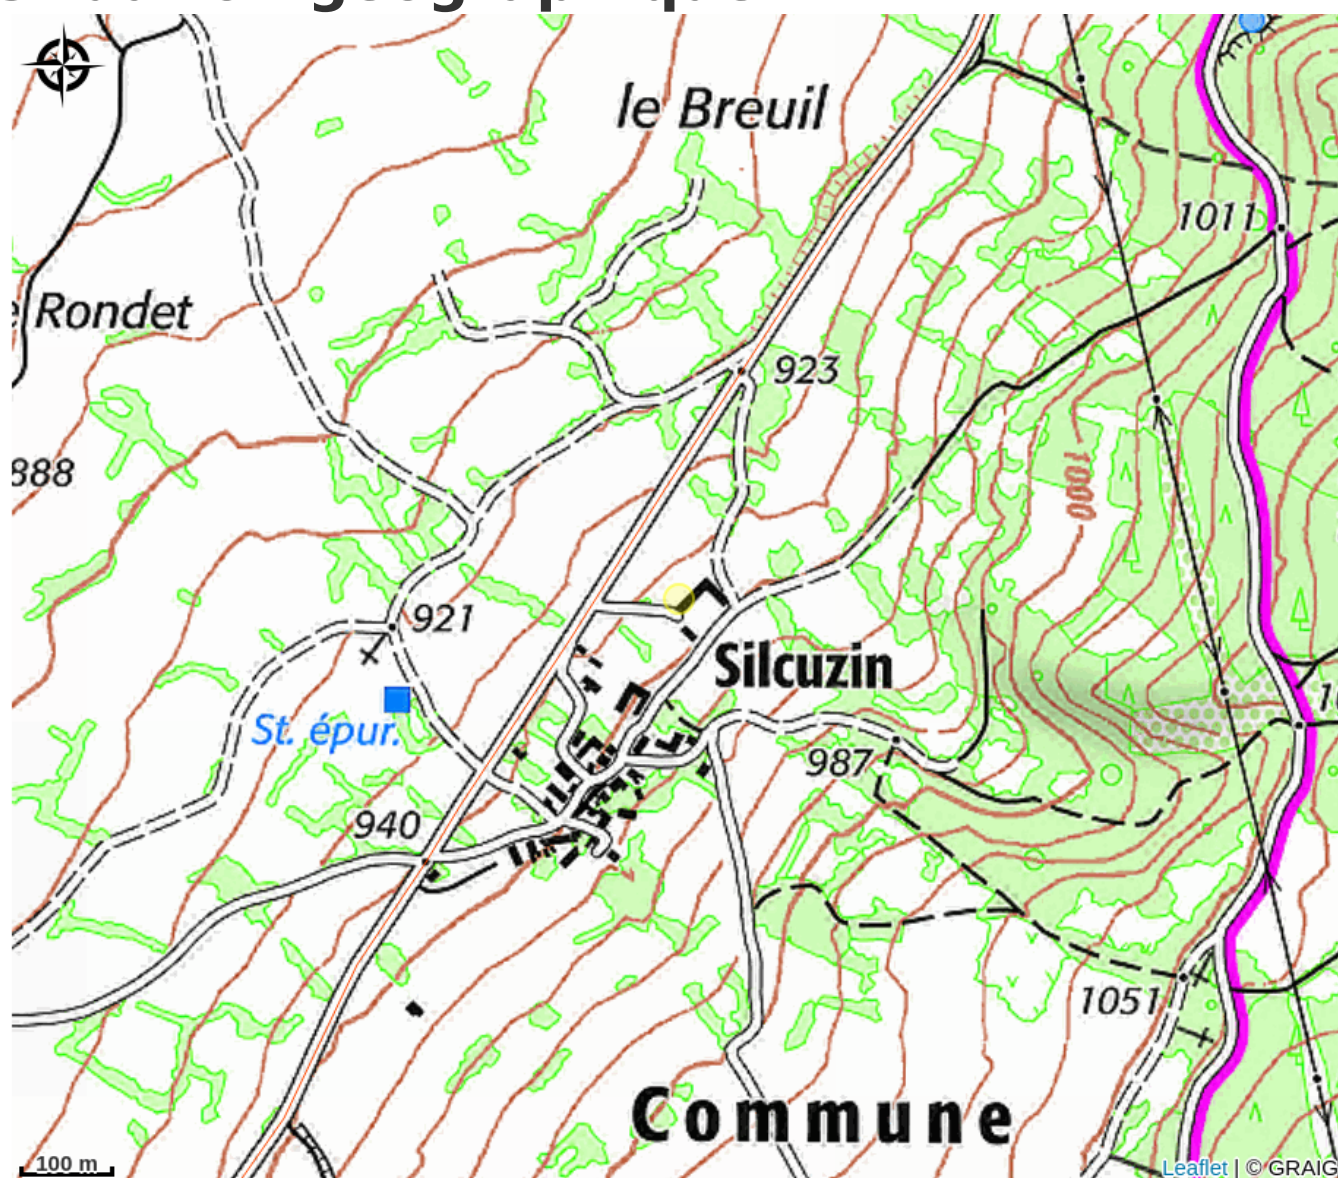 le Breuil
1011
Rondet
923
888
1000
921
Silcuzin
St. épur.
987
940
1051
Commune
100 m
Leaflet | © GRAIG